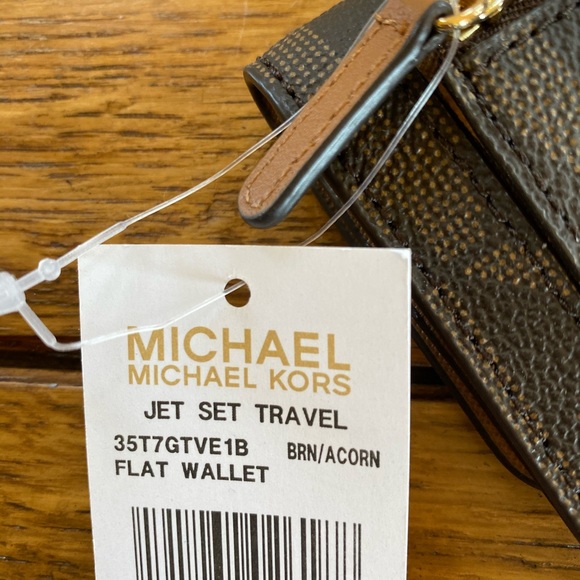 MICHAEL
MICHAEL KORS
JET SET TRAVEL
35T7GTVE1B BRN/ACORN
FLAT WALLET